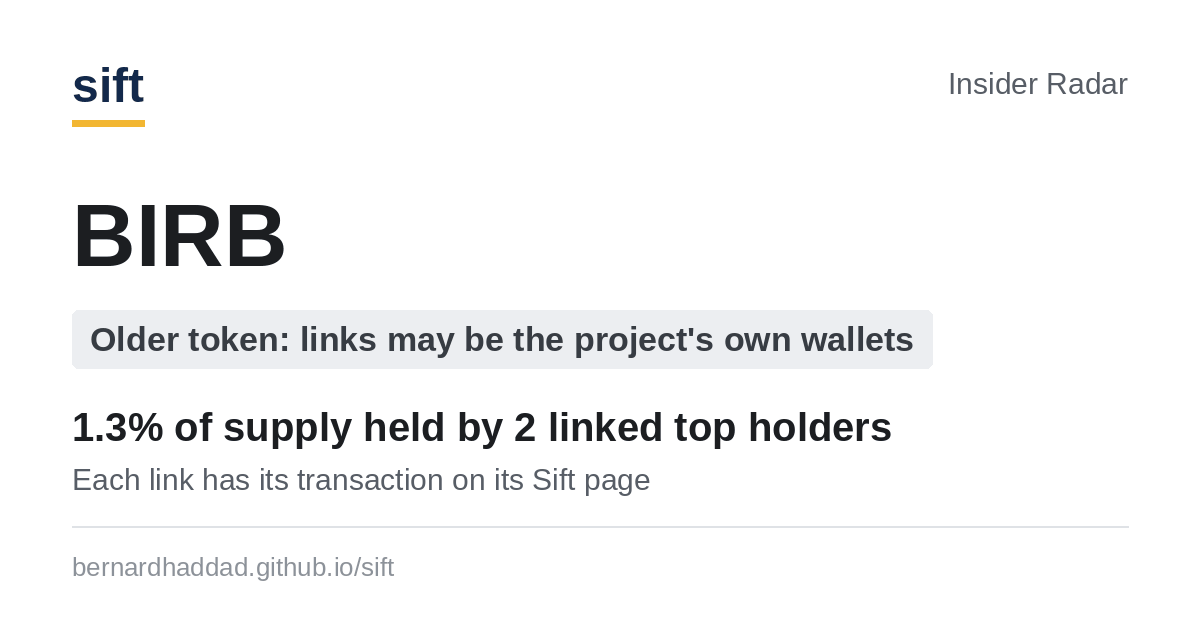 sift
Insider Radar
BIRB
Older token: links may be the project's own wallets
1.3% of supply held by 2 linked top holders
Each link has its transaction on its Sift page
bernardhaddad.github.io/sift